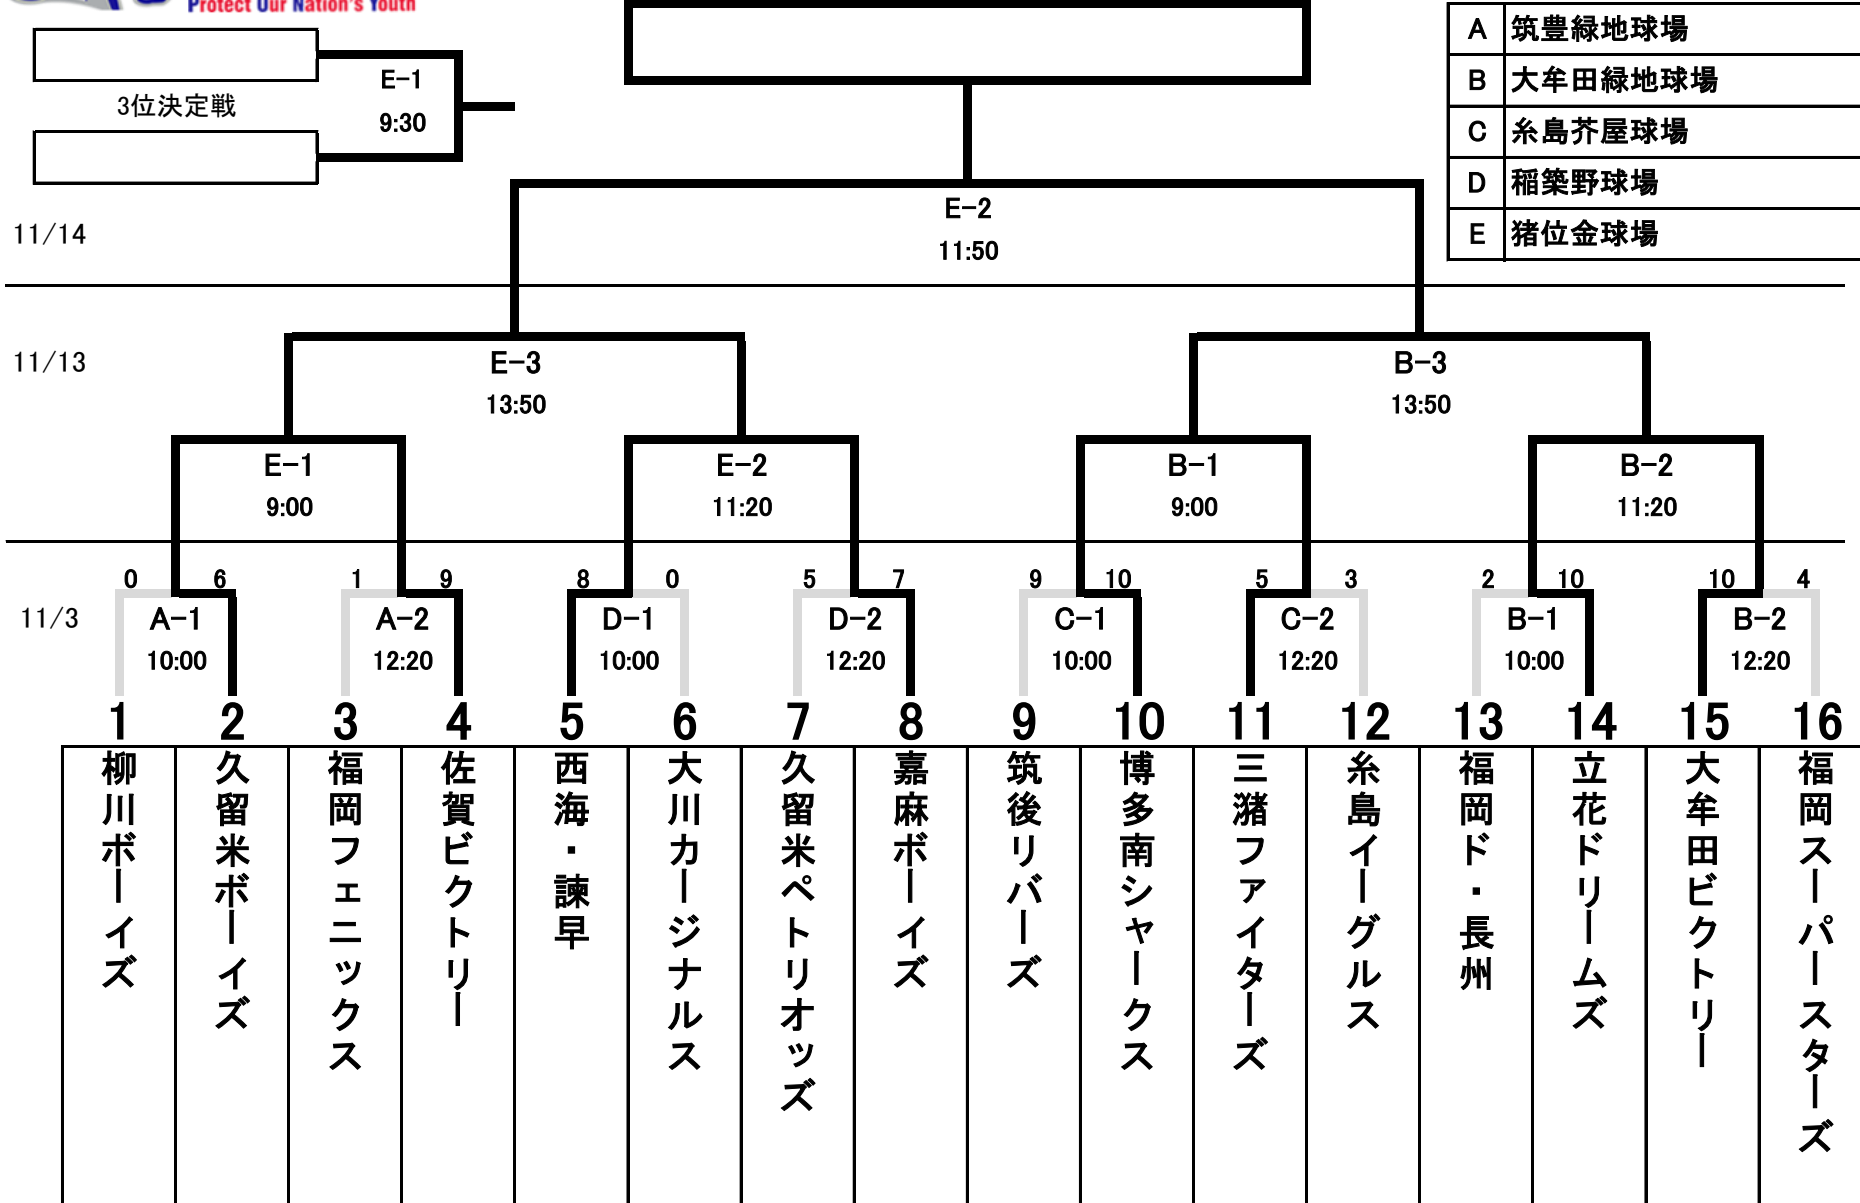 Protect Our Nation's Youth
A 筑豊緑地球場
B 大牟田緑地球場
C 糸島芥屋球場
D 稲築野球場
E 猪位金球場
E-1
3位決定戦
9:30
11/14
E-2
11:50
11/13
E-3 B-3
13:50 13:50
E-1 E-2 B-1 B-2
9:00 11:20 9:00 11:20
0 6 1 9 8 0 5 7 9 10 5 3 2 10 10 4
11/3
A-1 A-2 D-1 D-2 C-1 C-2 B-1 B-2
10:00 12:20 10:00 12:20 10:00 12:20 10:00 12:20
1 2 3 4 5 6 7 8 9 10 11 12 13 14 15 16
柳川ボーイズ
久留米ボーイズ
福岡フェニックス
佐賀ビクトリー
西海・諫早
大川カージナルス
久留米ペトリオッズ
嘉麻ボーイズ
筑後リバーズ
博多南シャークス
三潴ファイターズ
糸島イーグルス
福岡ド・長州
立花ドリームズ
大牟田ビクトリー
福岡スーパースターズ